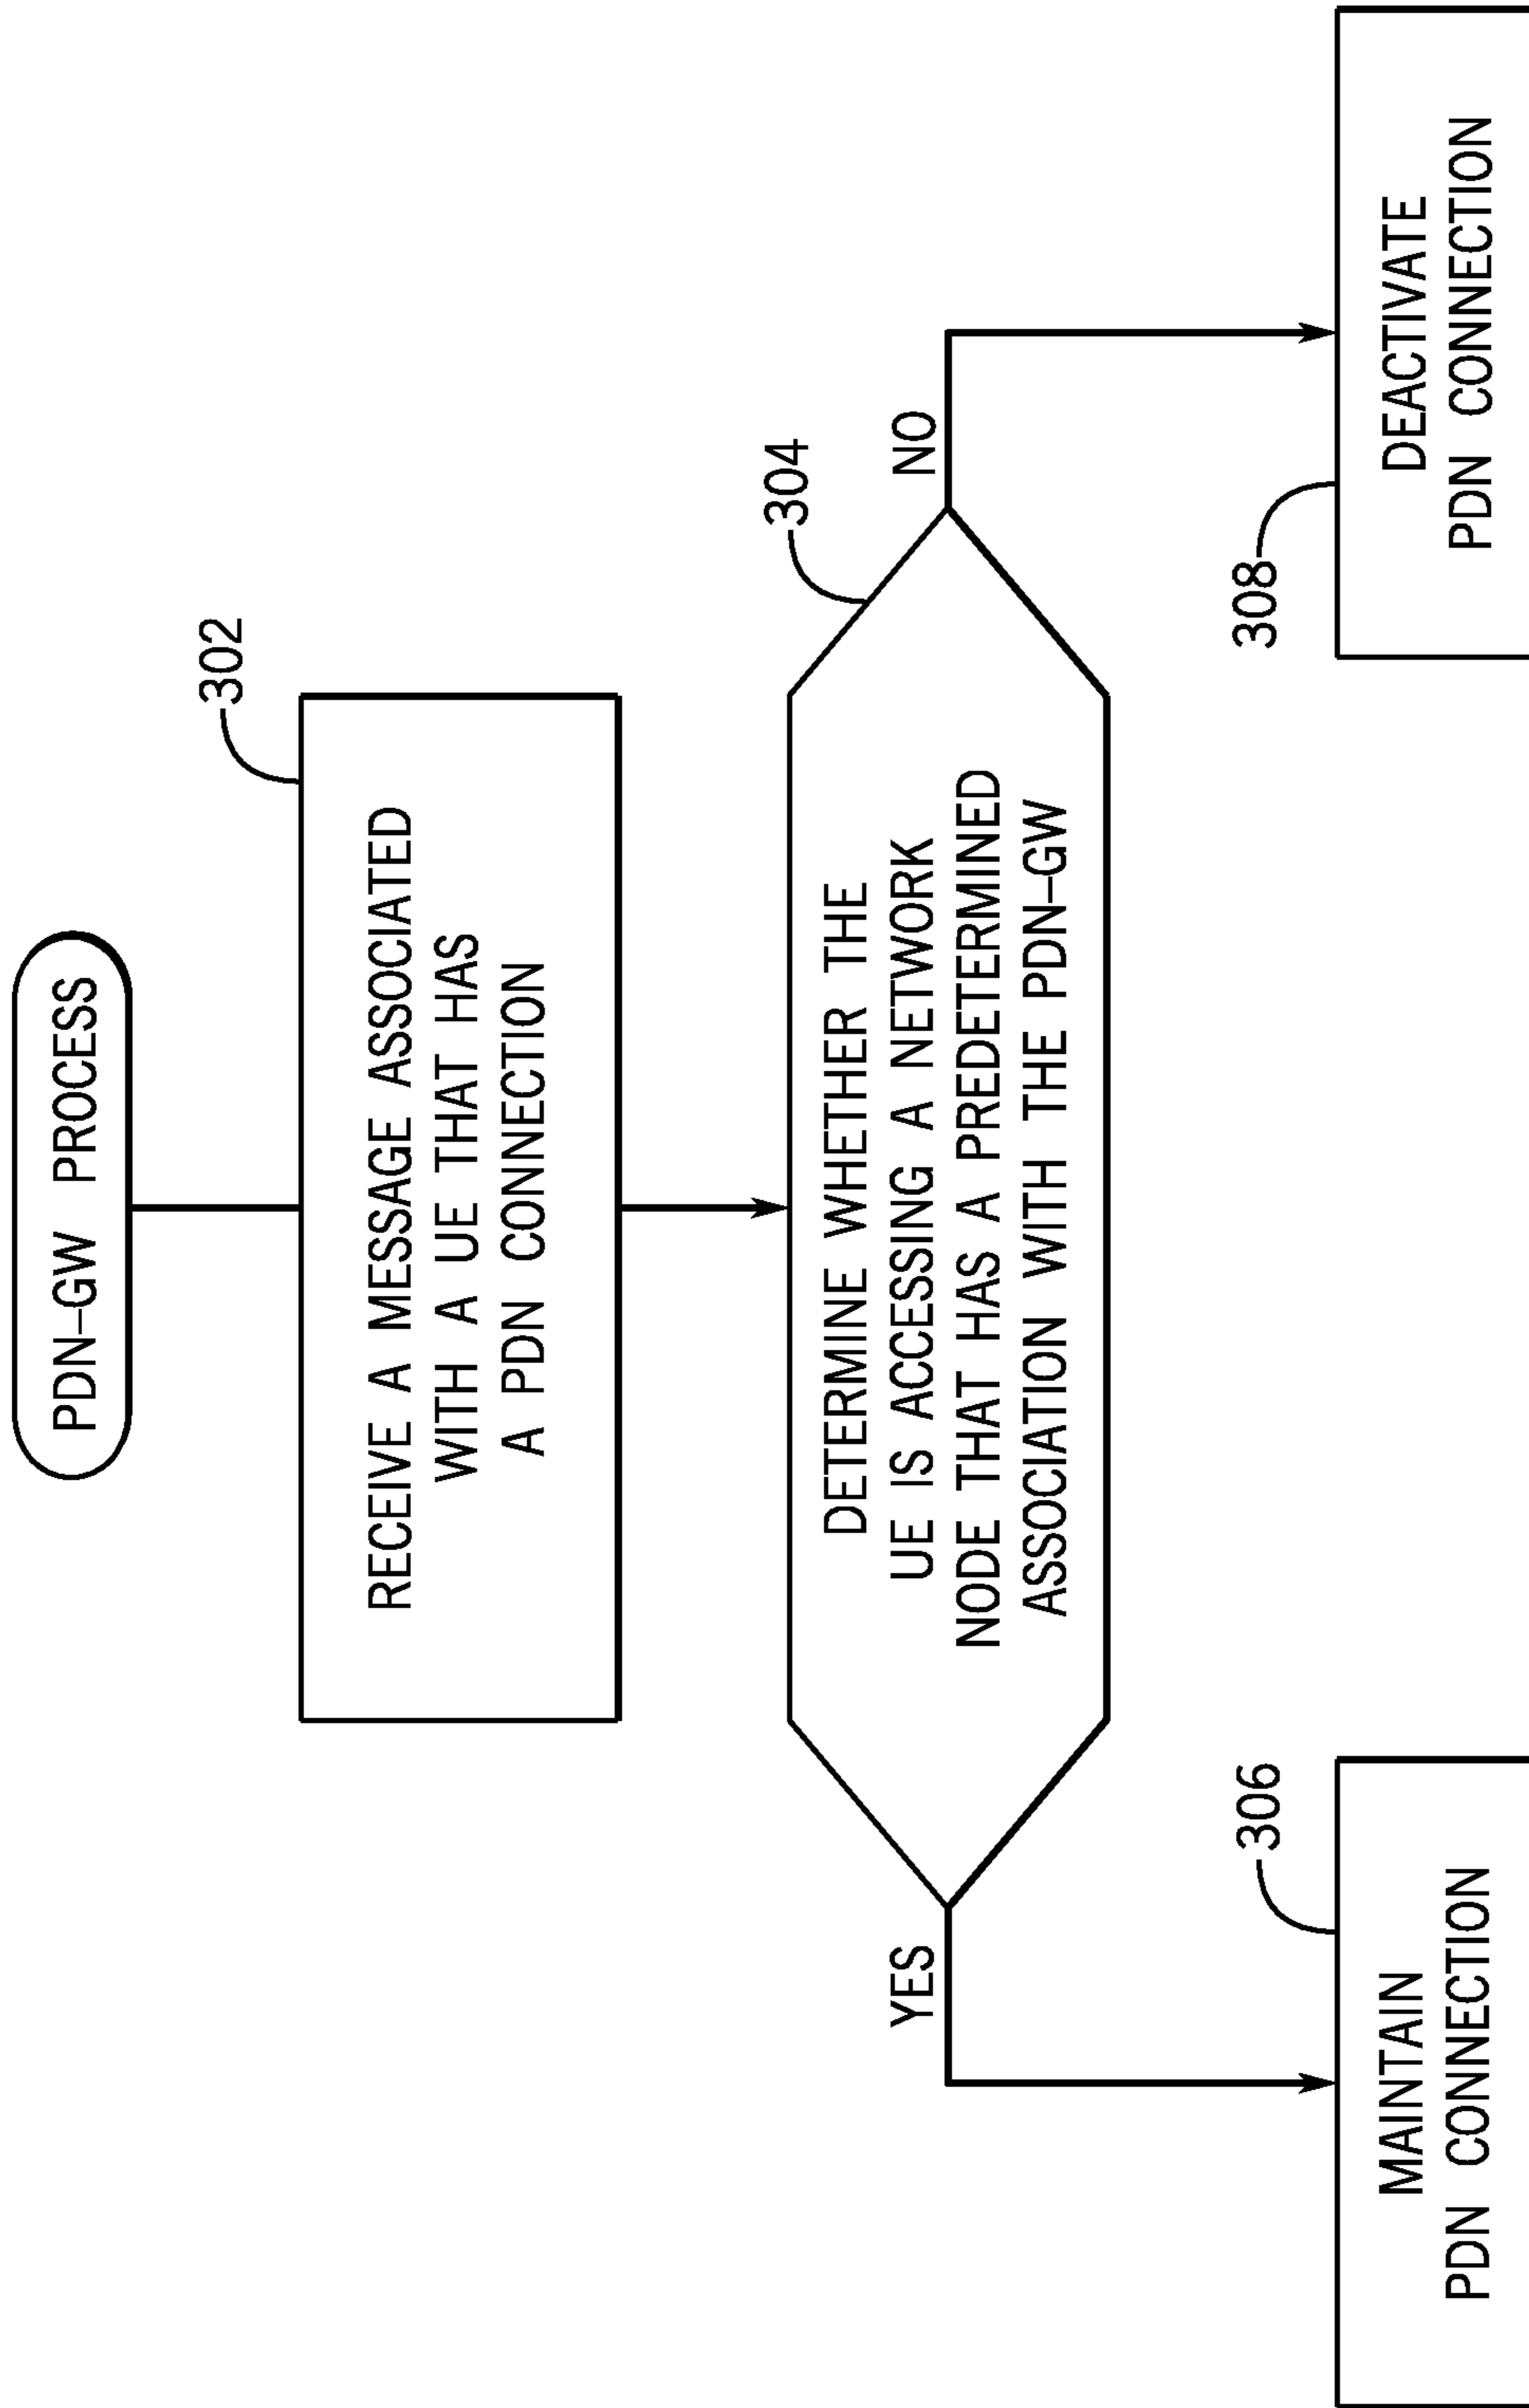 PDN-GW PROCESS
302
RECEIVE A MESSAGE ASSOCIATED
WITH A UE THAT HAS
A PDN CONNECTION
304
DETERMINE WHETHER THE
UE IS ACCESSING A NETWORK
NODE THAT HAS A PREDETERMINED
ASSOCIATION WITH THE PDN-GW
YES
NO
306
MAINTAIN
PDN CONNECTION
308
DEACTIVATE
PDN CONNECTION